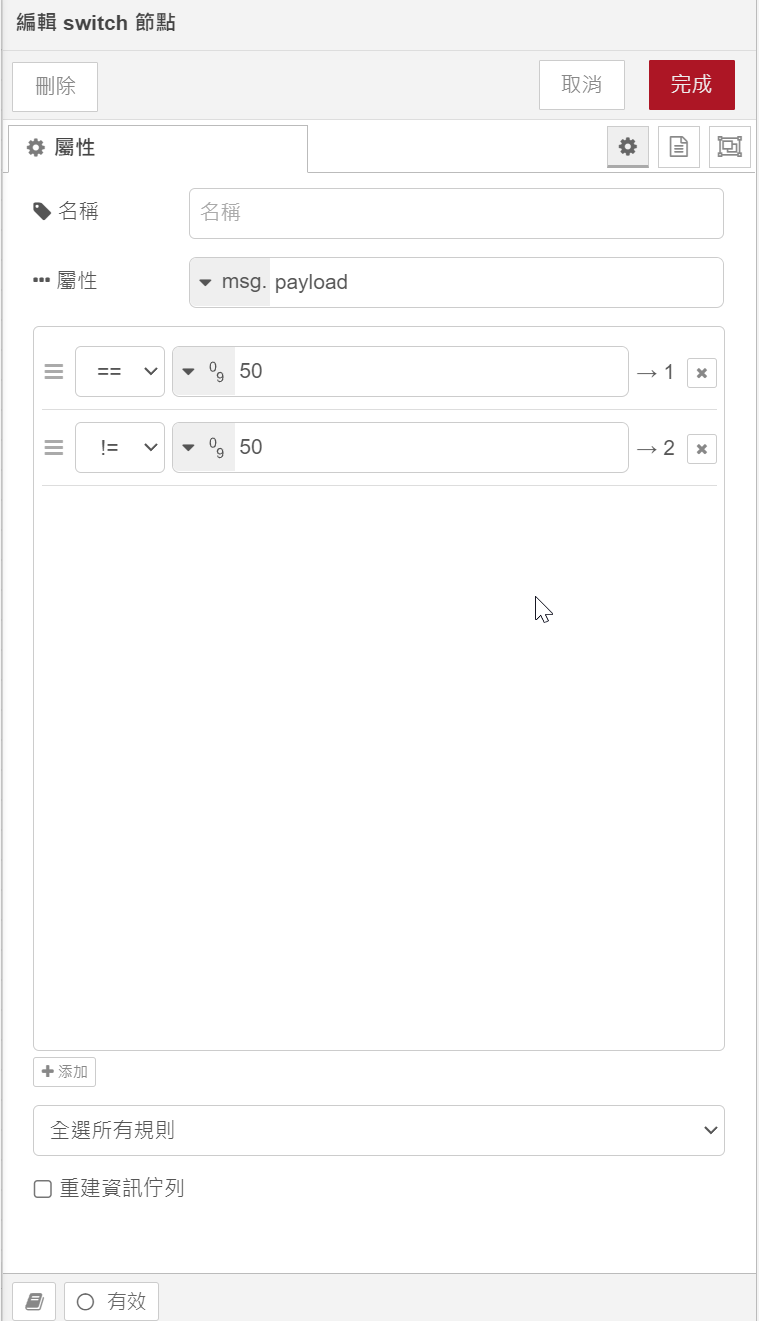 編輯 switch 節點
刪除 取消 完成
屬性
名稱 名稱
屬性 msg. payload
== 09 50 → 1
!= 09 50 → 2
添加
全選所有規則
重建資訊佇列
有效